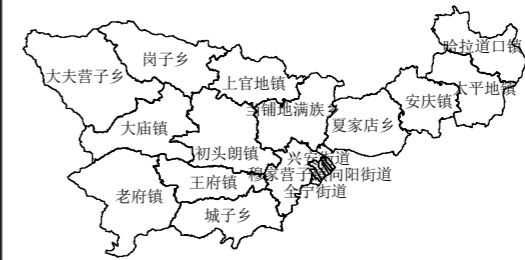 哈拉道口镇
岗子乡
大夫营子乡
上官地镇
太平地镇
安庆镇
当铺地满族乡
夏家店乡
大庙镇
初头朗镇
兴安街道
穆家营子镇
向阳街道
王府镇
全宁街道
老府镇
城子乡